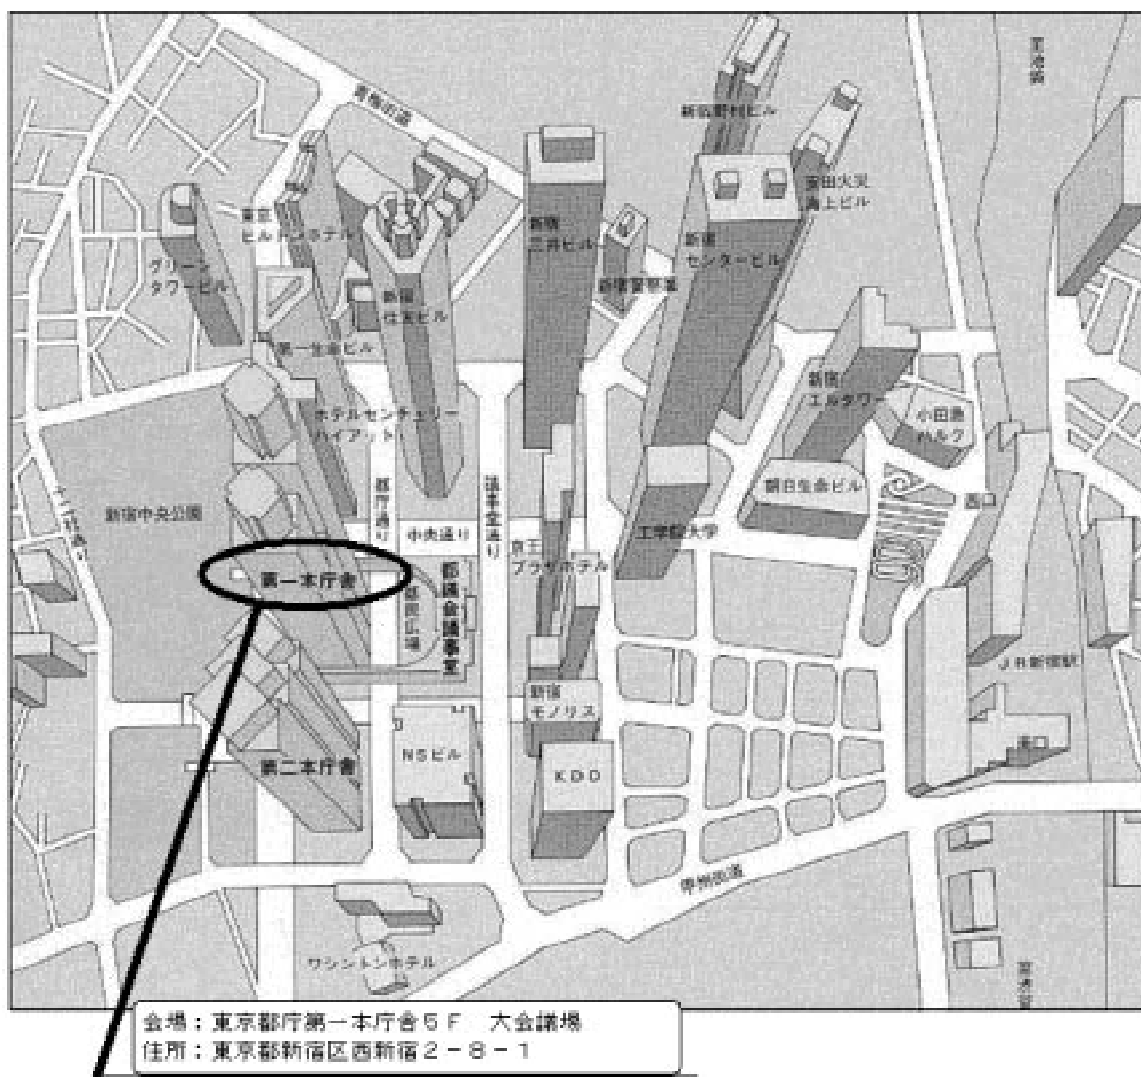 青梅街道
新宿野村ビル
安田火災
海上ビル
東京
ヒルトンホテル
グリーン
タワービル
新宿
三井ビル
新宿
センタービル
新宿警察署
新宿
住友ビル
第一生命ビル
新宿
エルタワー
小田急
ハルク
ホテルセンチュリー
ハイアット
朝日生命ビル
西口
新宿中央公園
十二社通り
都庁通り
議事堂通り
中央通り
工学院大学
京王
プラザホテル
第一本庁舎
都民広場
都議会議事堂
JR新宿駅
新宿
モノリス
南口
NSビル
KDD
第二本庁舎
甲州街道
ワシントンホテル
会場：東京都庁第一本庁舎5F　大会議場
住所：東京都新宿区西新宿2-8-1